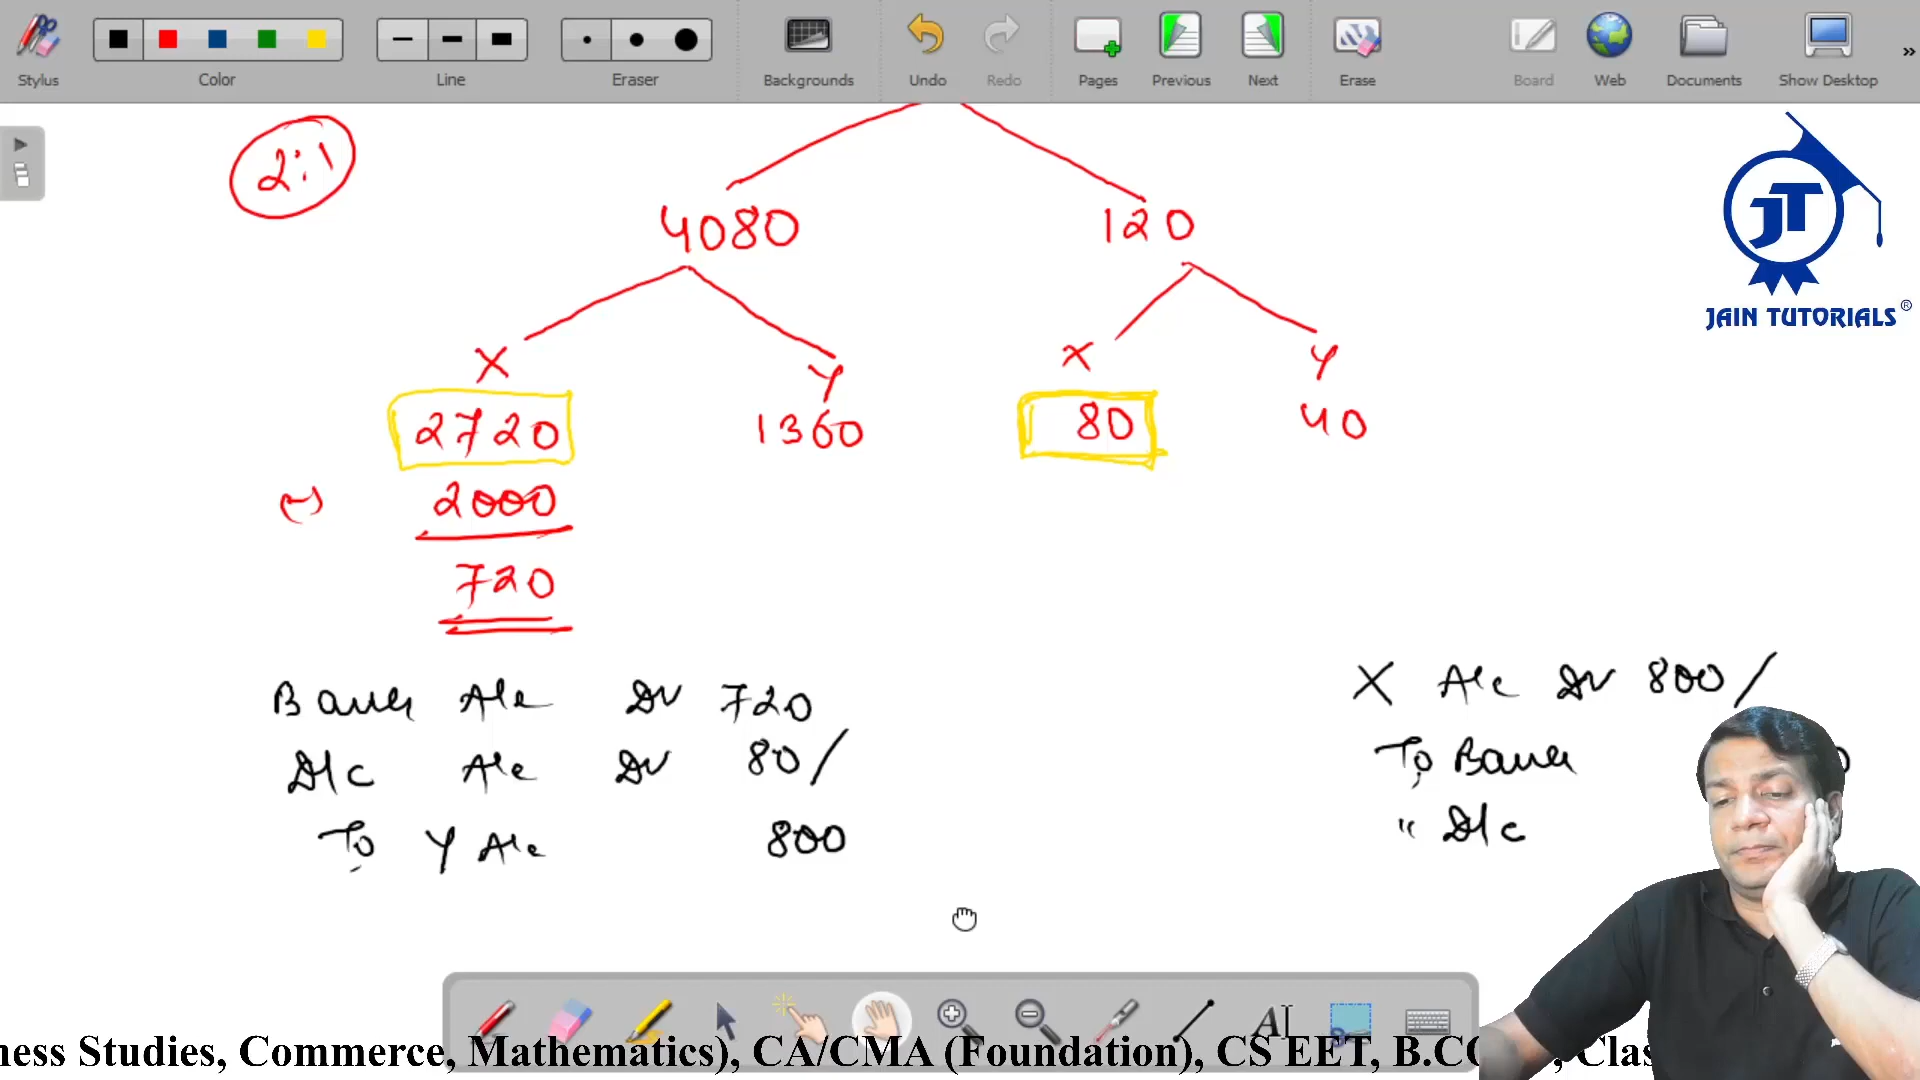 Stylus Color Line Eraser Backgrounds Undo Redo Pages Previous Next Erase Board Web Documents Show Desktop »
2:1
4080 120
JT
JAIN TUTORIALS®
X Y X Y
2720 1360 80 40
(-) 2000
720
Bank A/c Dr 720
D/c A/c Dr 80/
To Y A/c 800
X A/c Dr 800/
To Bank
" D/c
ness Studies, Commerce, Mathematics), CA/CMA (Foundation), CS EET, B.CO
, Clas